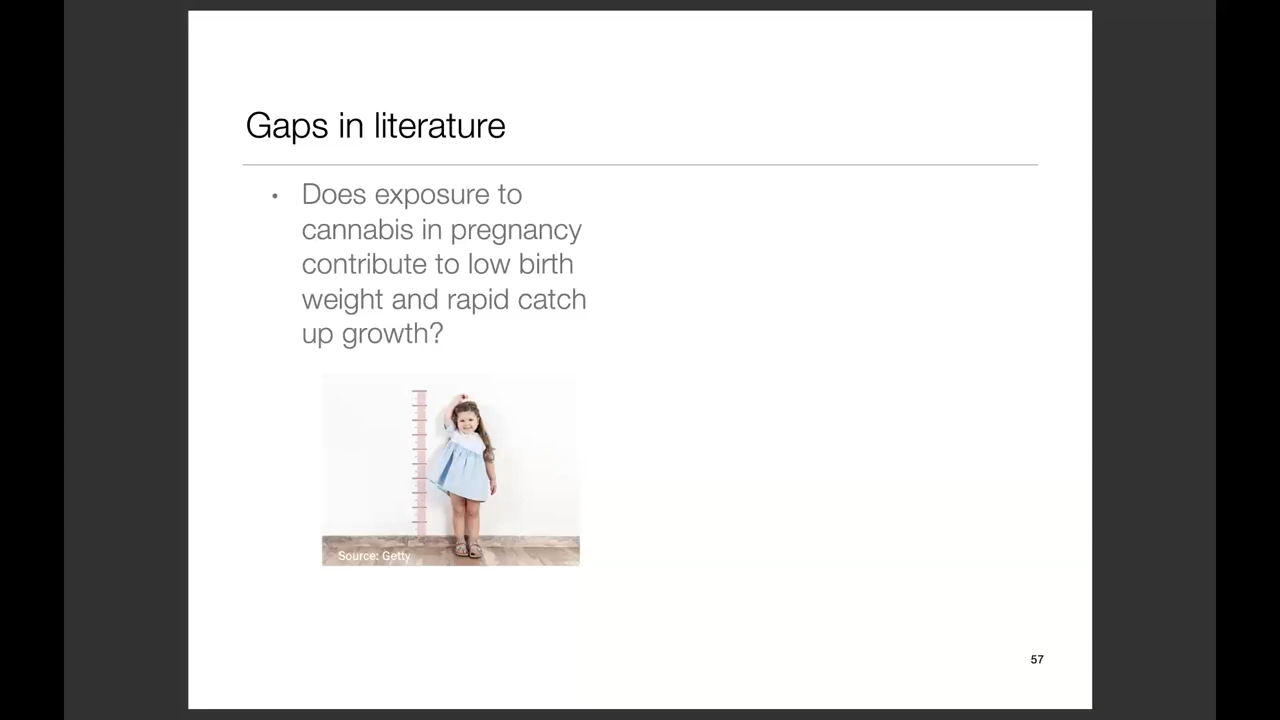 Gaps in literature
• Does exposure to
cannabis in pregnancy
contribute to low birth
weight and rapid catch
up growth?
Source: Getty
57